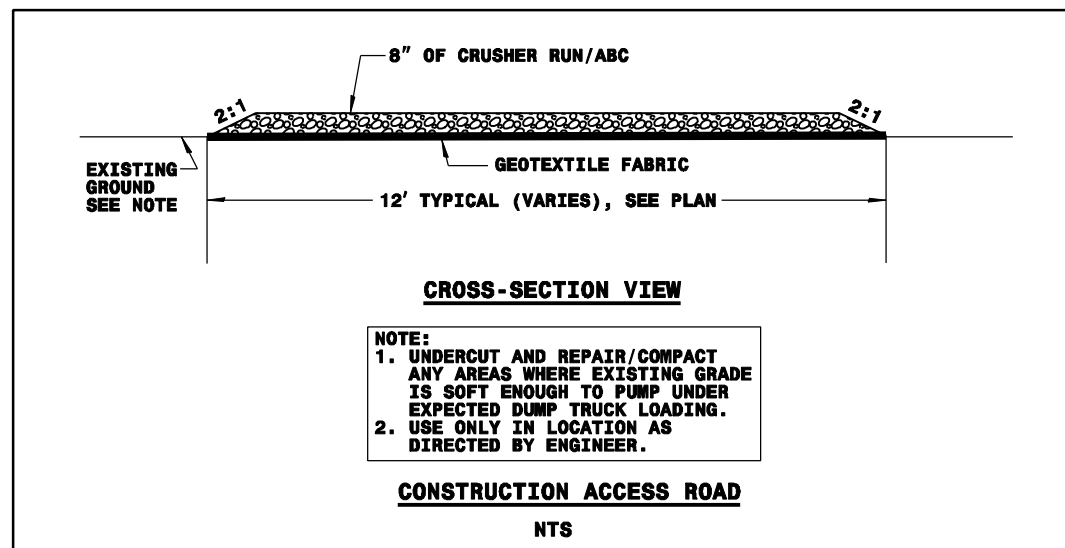 8" OF CRUSHER RUN/ABC
2:1
2:1
EXISTING
GROUND
SEE NOTE
GEOTEXTILE FABRIC
12' TYPICAL (VARIES), SEE PLAN
CROSS-SECTION VIEW
NOTE:
1. UNDERCUT AND REPAIR/COMPACT
ANY AREAS WHERE EXISTING GRADE
IS SOFT ENOUGH TO PUMP UNDER
EXPECTED DUMP TRUCK LOADING.
2. USE ONLY IN LOCATION AS
DIRECTED BY ENGINEER.
CONSTRUCTION ACCESS ROAD
NTS